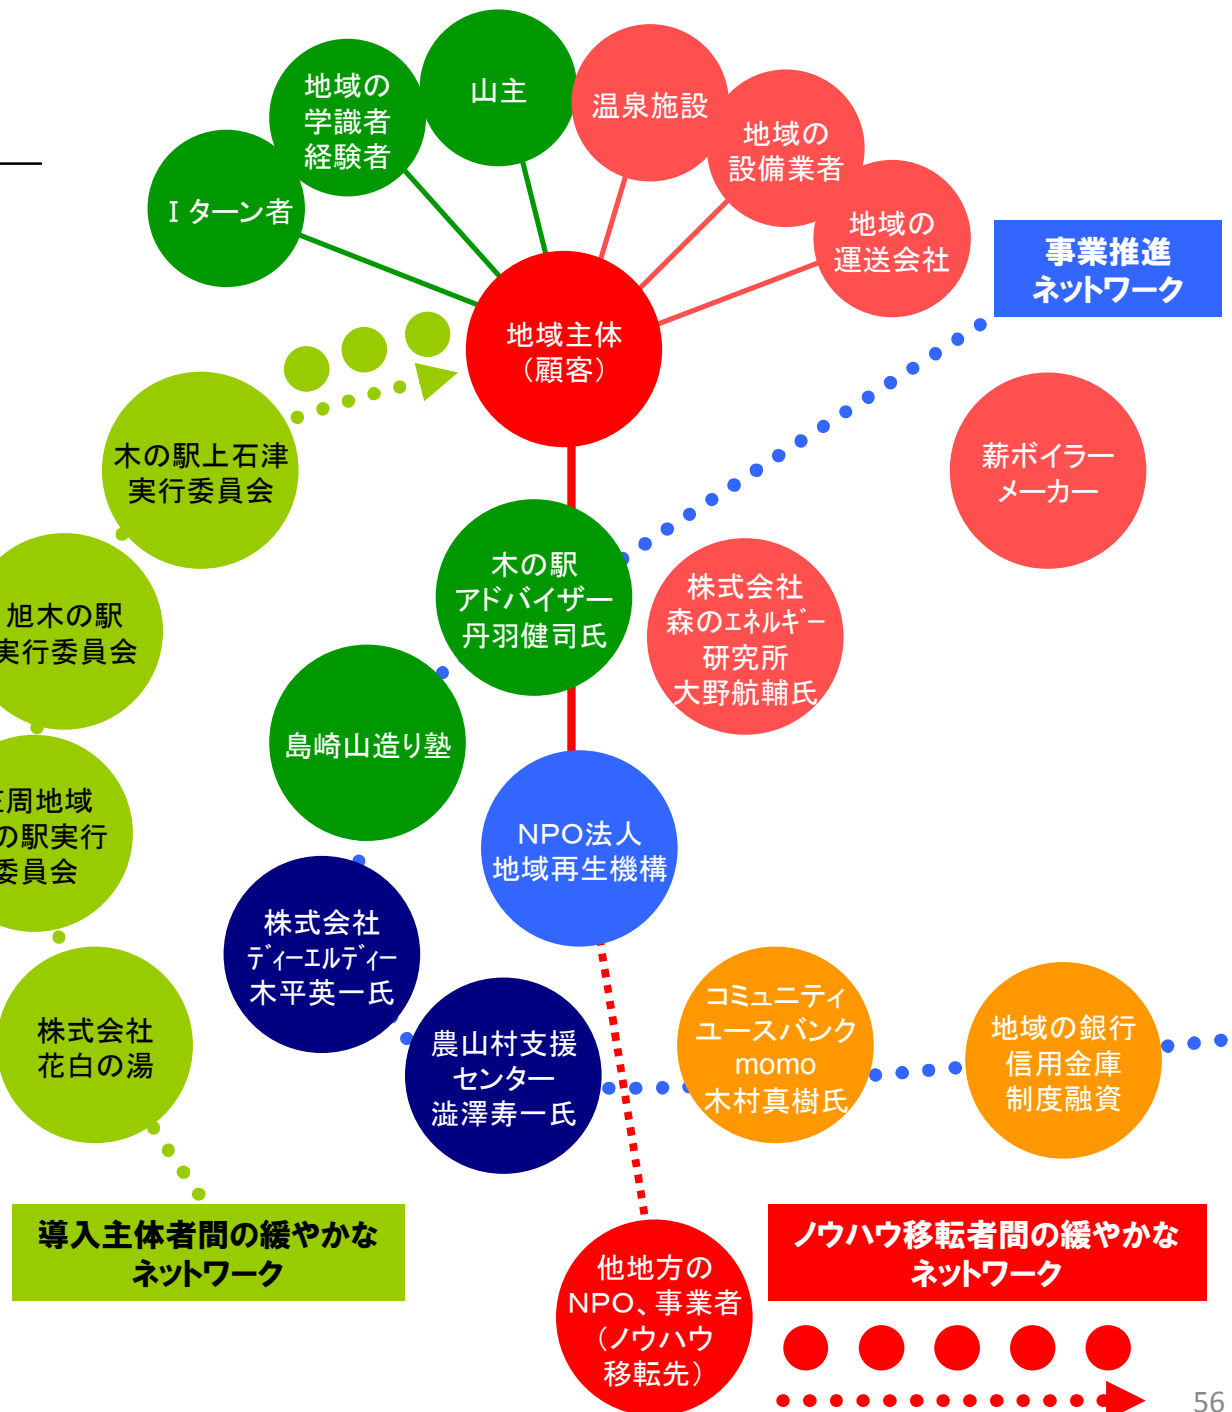 山主
地域の
学識者
経験者
温泉施設
地域の
設備業者
Ｉターン者
地域の
運送会社
事業推進
ネットワーク
地域主体
（顧客）
木の駅上石津
実行委員会
薪ボイラー
メーカー
木の駅
アドバイザー
丹羽健司氏
株式会社
森のｴﾈﾙｷﾞｰ
研究所
大野航輔氏
旭木の駅
実行委員会
島崎山造り塾
周地域
の駅実行
委員会
NPO法人
地域再生機構
株式会社
ﾃﾞｨｰｴﾙﾃﾞｨｰ
木平英一氏
株式会社
花白の湯
農山村支援
センター
澁澤寿一氏
コミュニティ
ユースバンク
momo
木村真樹氏
地域の銀行
信用金庫
制度融資
導入主体者間の緩やかな
ネットワーク
他地方の
NPO、事業者
（ノウハウ
移転先）
ノウハウ移転者間の緩やかな
ネットワーク
56